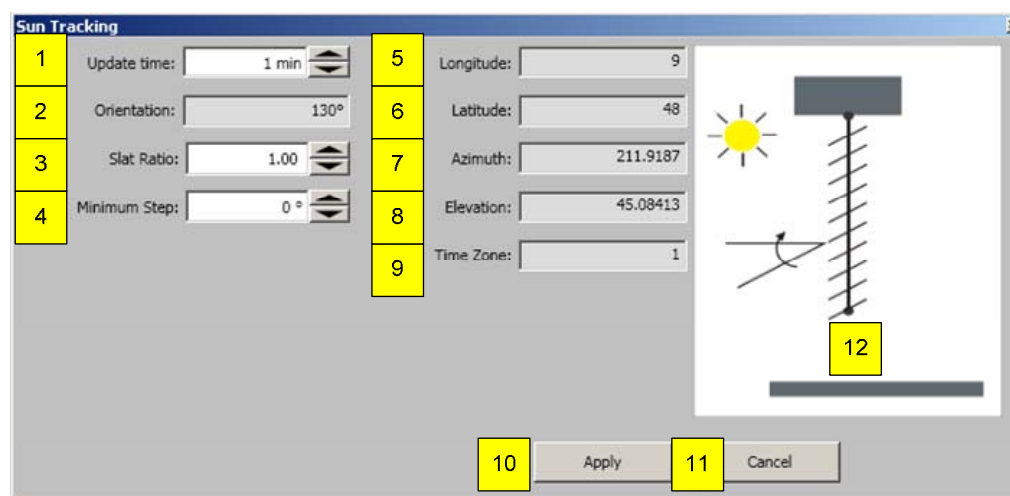 Sun Tracking
1 Update time: 1 min
2 Orientation: 130°
3 Slat Ratio: 1.00
4 Minimum Step: 0 °
5 Longitude: 9
6 Latitude: 48
7 Azimuth: 211.9187
8 Elevation: 45.08413
9 Time Zone: 1
12
10 Apply 11 Cancel